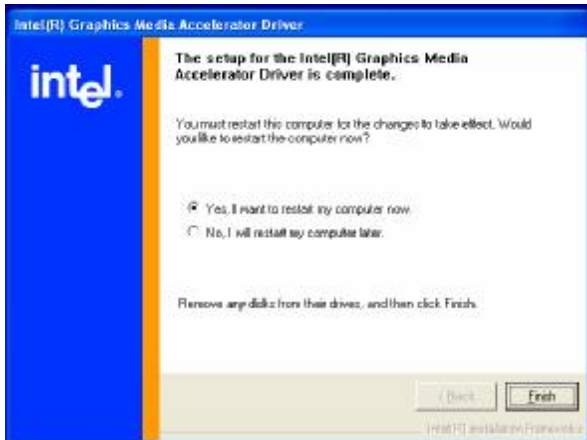 Intel(R) Graphics Media Accelerator Driver
intel.
The setup for the Intel(R) Graphics Media
Accelerator Driver is complete.
You must restart this computer for the changes to take effect. Would
you like to restart the computer now?
Yes, I want to restart my computer now.
No, I will restart my computer later.
Remove any disks from their drives, and then click Finish.
< Back
Finish
Intel(R) Installation Frameworks